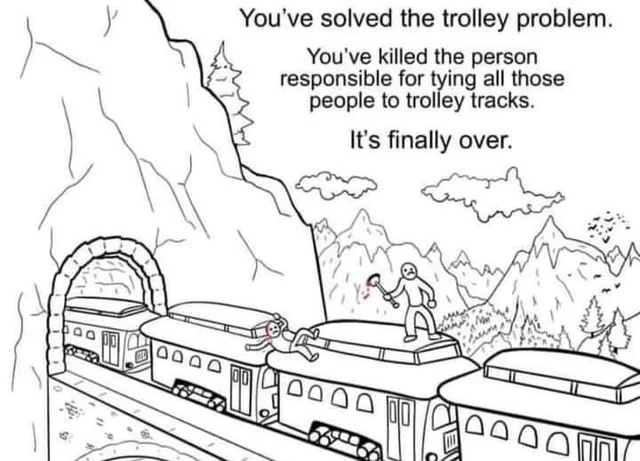 You've solved the trolley problem.
You've killed the person
responsible for tying all those
people to trolley tracks.
It's finally over.